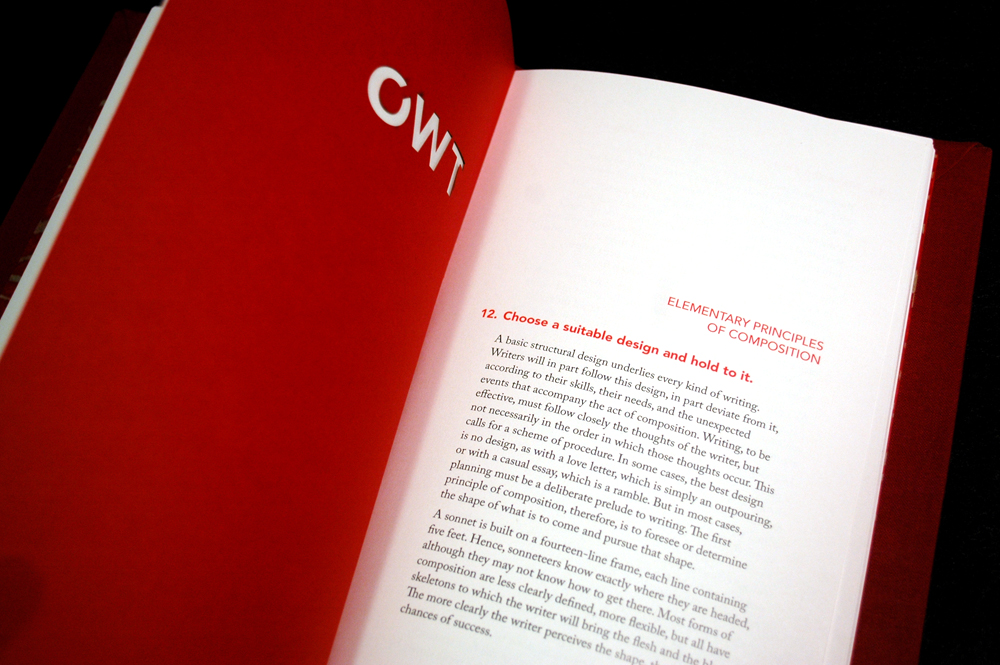 OWT
ELEMENTARY PRINCIPLES
OF COMPOSITION
12. Choose a suitable design and hold to it.
A basic structural design underlies every kind of writing.
Writers will in part follow this design, in part deviate from it,
according to their skills, their needs, and the unexpected
events that accompany the act of composition. Writing, to be
effective, must follow closely the thoughts of the writer, but
not necessarily in the order in which those thoughts occur. This
calls for a scheme of procedure. In some cases, the best design
is no design, as with a love letter, which is simply an outpouring,
or with a casual essay, which is a ramble. But in most cases,
planning must be a deliberate prelude to writing. The first
principle of composition, therefore, is to foresee or determine
the shape of what is to come and pursue that shape.
A sonnet is built on a fourteen-line frame, each line containing
five feet. Hence, sonneteers know exactly where they are headed,
although they may not know how to get there. Most forms of
composition are less clearly defined, more flexible, but all have
skeletons to which the writer will bring the flesh and the
The more clearly the writer perceives the shape,
chances of success.